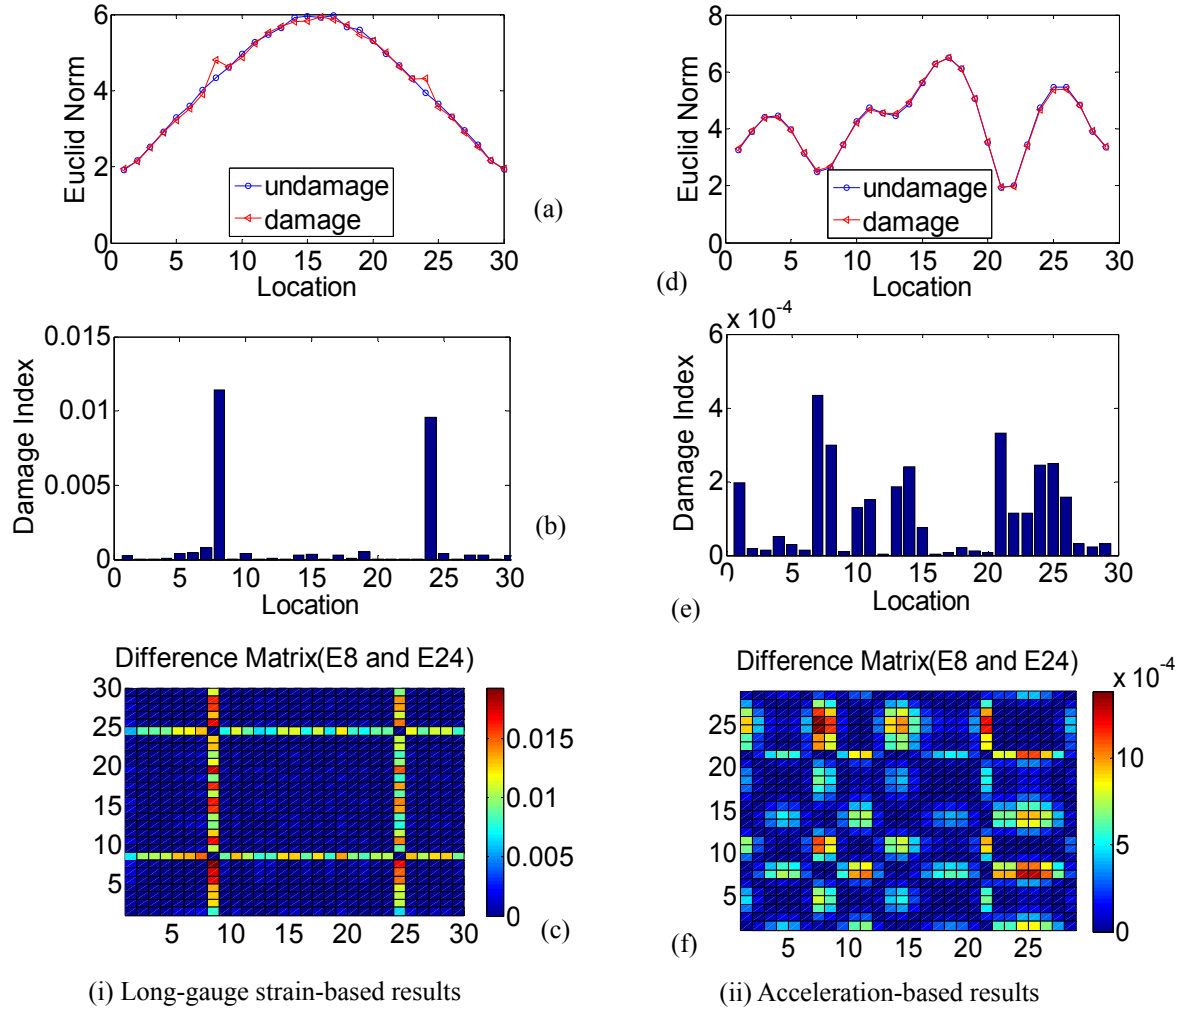 6
4
2
0
Euclid Norm
undamage
damage
0 5 10 15 20 25 30
Location
(a)
8
6
4
2
0
Euclid Norm
undamage
damage
0 5 10 15 20 25 30
Location
(d)
0.015
0.01
0.005
0
Damage Index
0 5 10 15 20 25 30
Location
(b)
x 10-4
6
4
2
0
Damage Index
0 5 10 15 20 25 30
Location
(e)
Difference Matrix(E8 and E24)
30
25
20
15
10
5
5 10 15 20 25 30
0.015
0.01
0.005
0
(c)
Difference Matrix(E8 and E24)
x 10-4
25
20
15
10
5
5 10 15 20 25
10
5
0
(f)
(i) Long-gauge strain-based results
(ii) Acceleration-based results